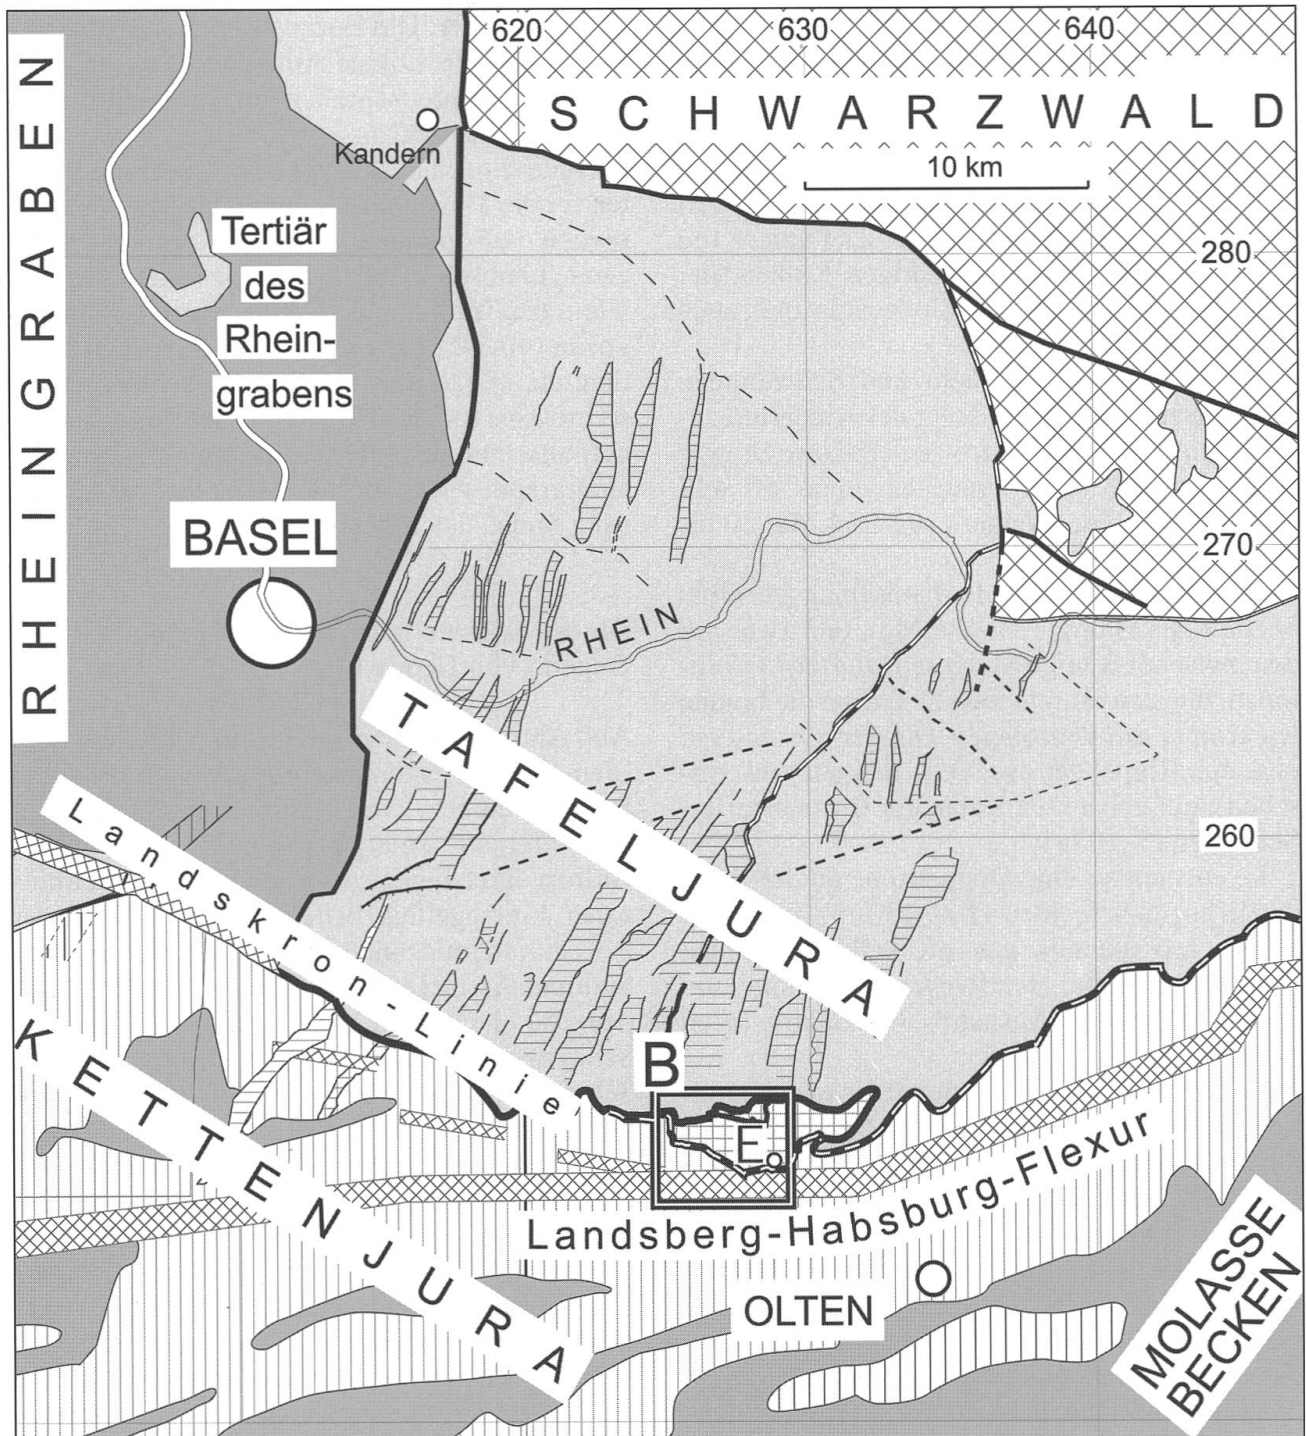 620 630 640
SCHWARZWALD
10 km
Kandern
RHEINGRABEN
Tertiär
des
Rhein-
grabens
280
BASEL
270
RHEIN
TAFELJURA
Landskron-Linie
260
KETTENJURA
B
E
Landsberg-Habsburg-Flexur
OLTEN
MOLASSE
BECKEN